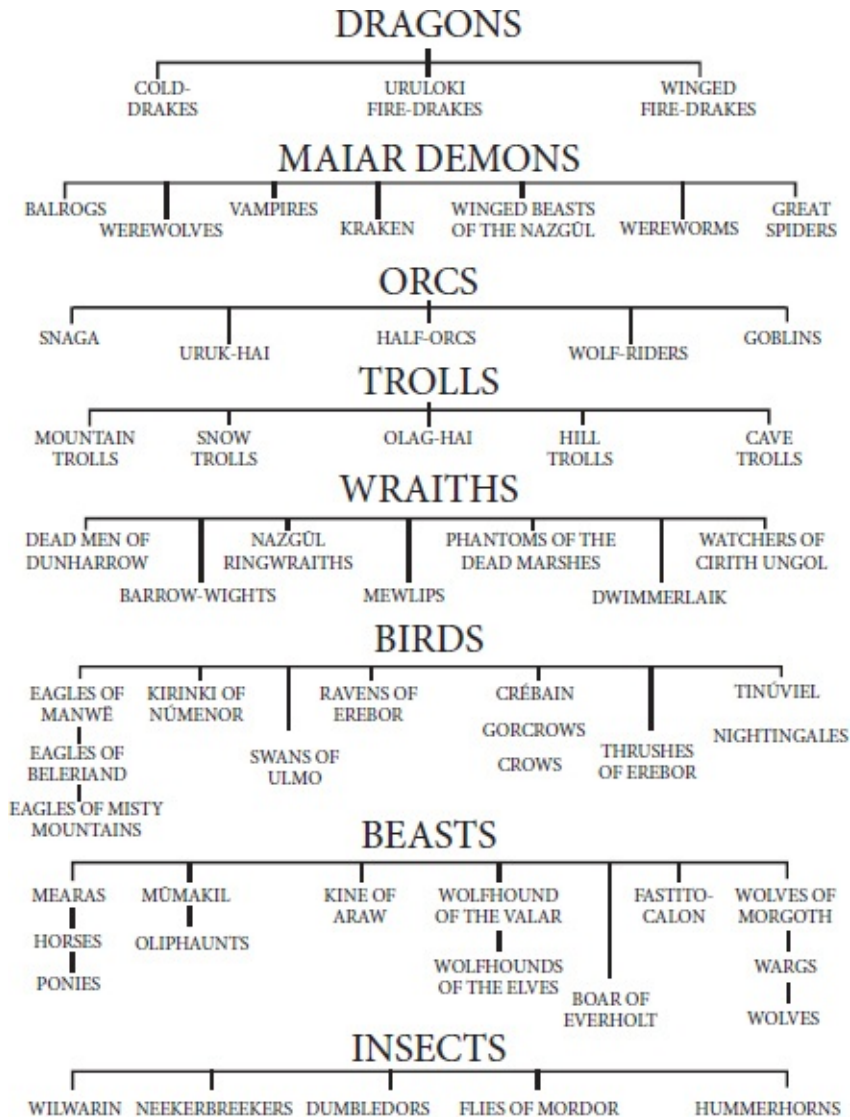 DRAGONS
COLD-
DRAKES
URULOKI
FIRE-DRAKES
WINGED
FIRE-DRAKES
MAIAR DEMONS
BALROGS
WEREWOLVES
VAMPIRES
KRAKEN
WINGED BEASTS
OF THE NAZGÛL
WEREWORMS
GREAT
SPIDERS
ORCS
SNAGA
URUK-HAI
HALF-ORCS
WOLF-RIDERS
GOBLINS
TROLLS
MOUNTAIN
TROLLS
SNOW
TROLLS
OLAG-HAI
HILL
TROLLS
CAVE
TROLLS
WRAITHS
DEAD MEN OF
DUNHARROW
BARROW-WIGHTS
NAZGÛL
RINGWRAITHS
MEWLIPS
PHANTOMS OF THE
DEAD MARSHES
DWIMMERLAIK
WATCHERS OF
CIRITH UNGOL
BIRDS
EAGLES OF
MANWË
EAGLES OF
BELERIAND
EAGLES OF MISTY
MOUNTAINS
KIRINKI OF
NÚMENOR
SWANS OF
ULMO
RAVENS OF
EREBOR
CRÉBAIN
GORCROWS
CROWS
THRUSHES
OF EREBOR
TINÚVIEL
NIGHTINGALES
BEASTS
MEARAS
HORSES
PONIES
MÛMAKIL
OLIPHAUNTS
KINE OF
ARAW
WOLFHOUND
OF THE VALAR
WOLFHOUNDS
OF THE ELVES
BOAR OF
EVERHOLT
FASTITO-
CALON
WOLVES OF
MORGOTH
WARGS
WOLVES
INSECTS
WILWARIN
NEEKERBREEKERS
DUMBLEDORS
FLIES OF MORDOR
HUMMERHORNS